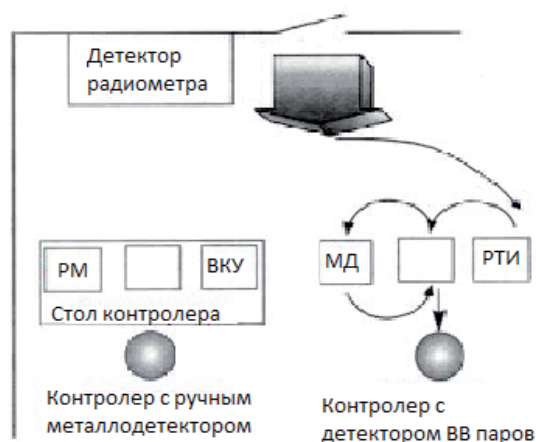 Детектор
радиометра
РМ
ВКУ
МД
РТИ
Стол контролера
Контролер с ручным
металлодетектором
Контролер с
детектором ВВ паров